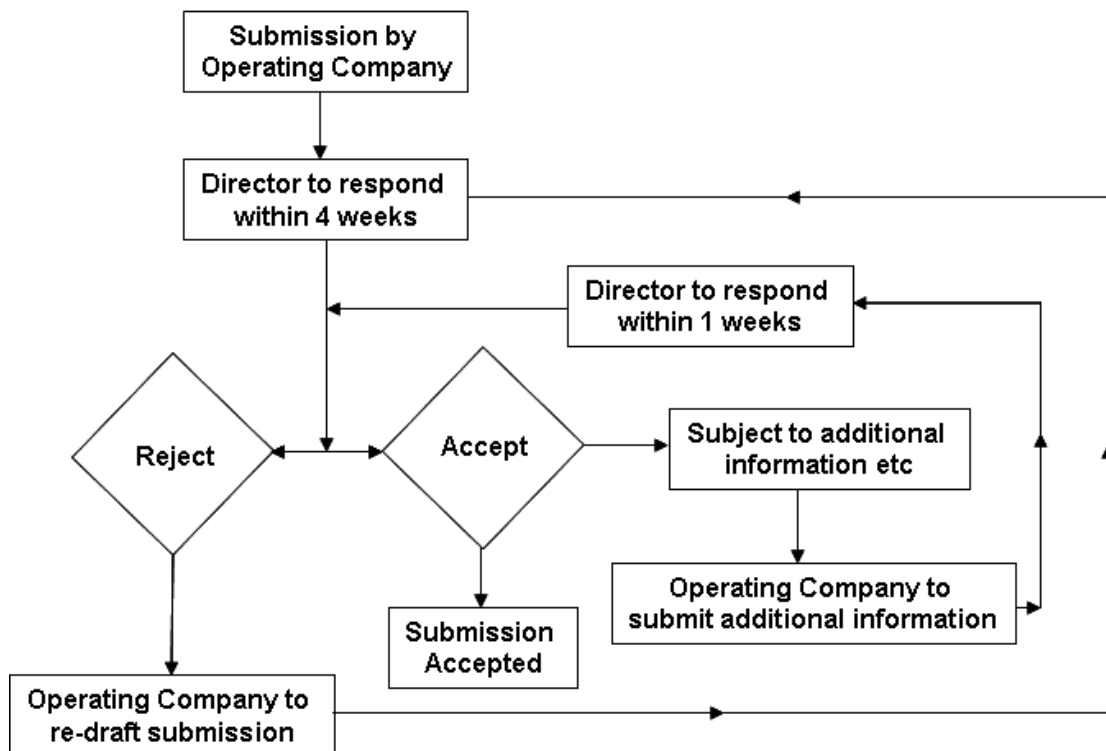 Submission by
Operating Company
Director to respond
within 4 weeks
Director to respond
within 1 weeks
Reject
Accept
Subject to additional
information etc
Operating Company to
submit additional information
Submission
Accepted
Operating Company to
re-draft submission